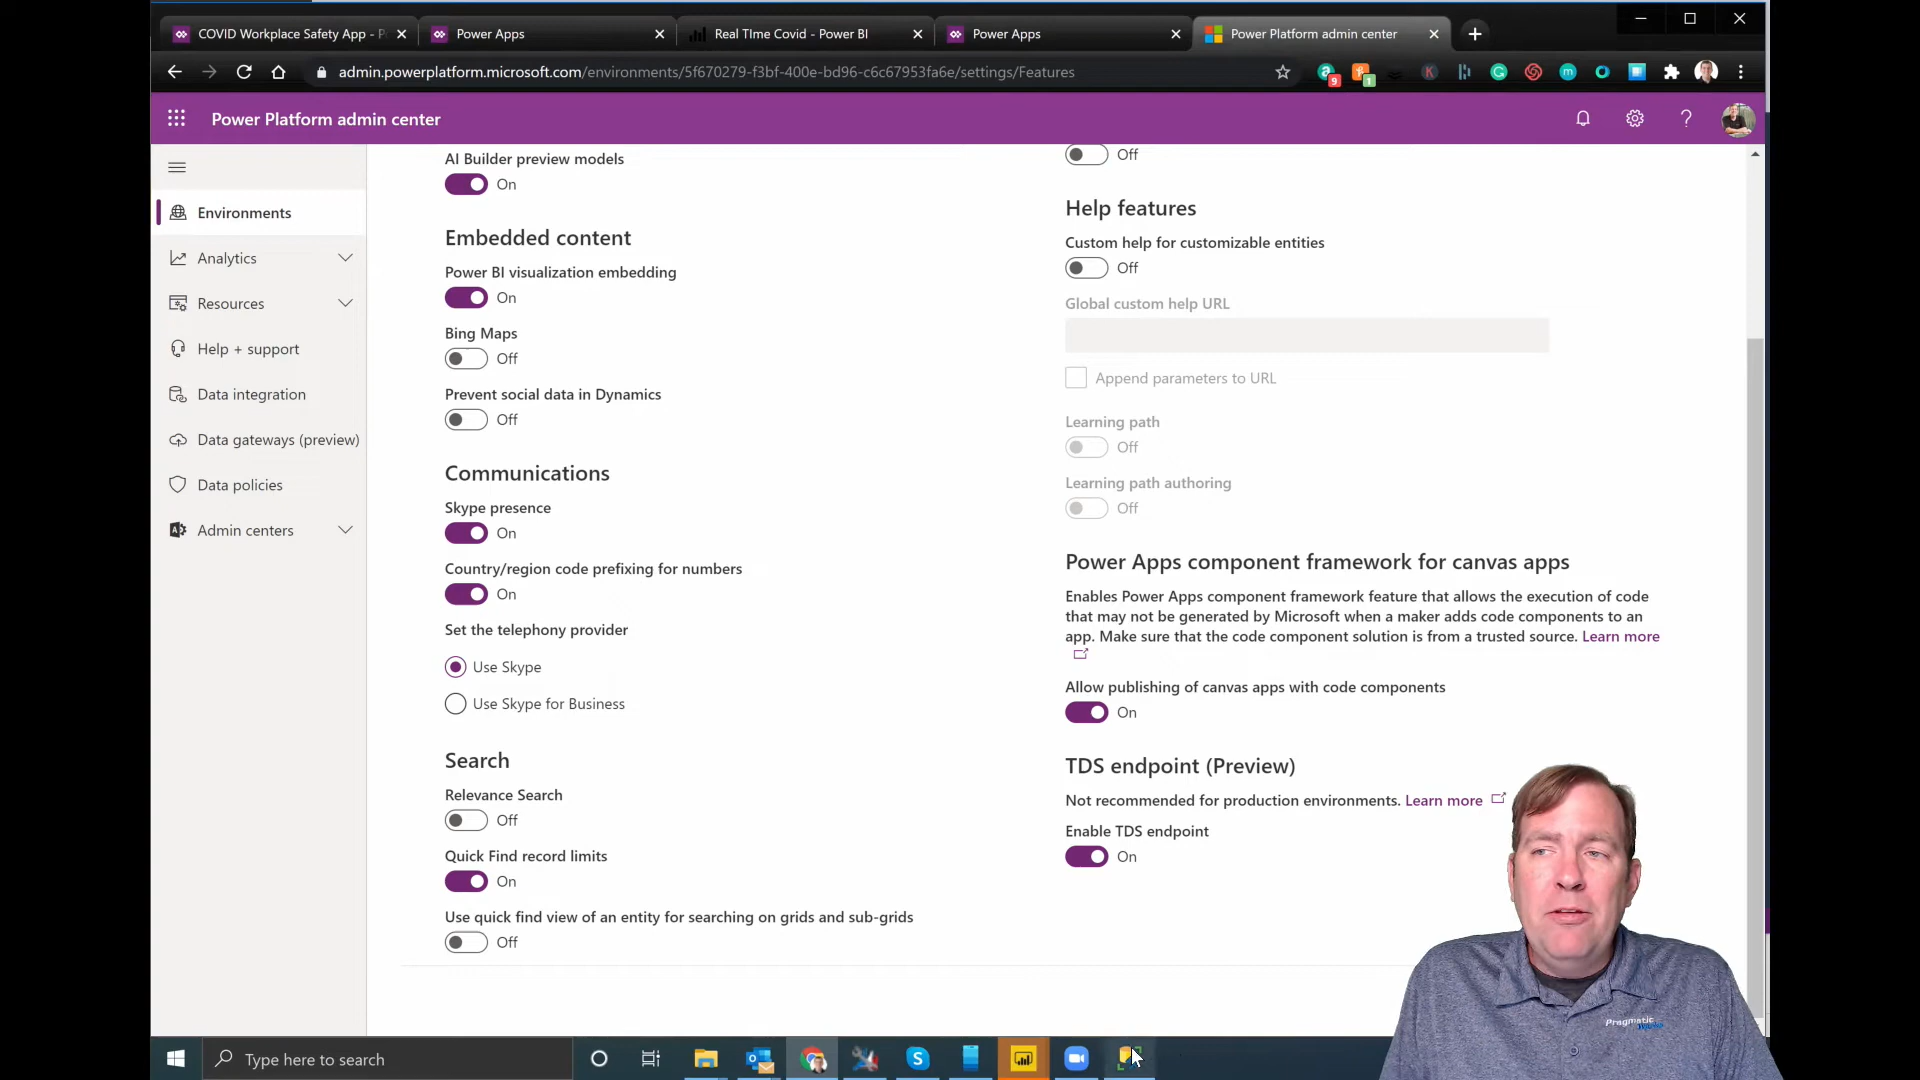 COVID Workplace Safety App - P
Power Apps
Real TIme Covid - Power BI
Power Apps
Power Platform admin center
admin.powerplatform.microsoft.com/environments/5f670279-f3bf-400e-bd96-c6c67953fa6e/settings/Features
9
1
Power Platform admin center
Environments
Analytics
Resources
Help + support
Data integration
Data gateways (preview)
Data policies
Admin centers
AI Builder preview models
On
Embedded content
Power BI visualization embedding
On
Bing Maps
Off
Prevent social data in Dynamics
Off
Communications
Skype presence
On
Country/region code prefixing for numbers
On
Set the telephony provider
Use Skype
Use Skype for Business
Search
Relevance Search
Off
Quick Find record limits
On
Use quick find view of an entity for searching on grids and sub-grids
Off
Off
Help features
Custom help for customizable entities
Off
Global custom help URL
Append parameters to URL
Learning path
Off
Learning path authoring
Off
Power Apps component framework for canvas apps
Enables Power Apps component framework feature that allows the execution of code
that may not be generated by Microsoft when a maker adds code components to an
app. Make sure that the code component solution is from a trusted source. Learn more
Allow publishing of canvas apps with code components
On
TDS endpoint (Preview)
Not recommended for production environments. Learn more
Enable TDS endpoint
On
Pragmatic
Works
Type here to search